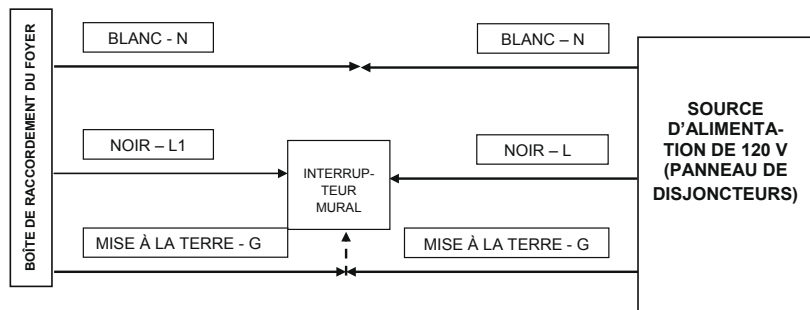 BOÎTE DE RACCORDEMENT DU FOYER
BLANC - N
BLANC – N
NOIR – L1
INTERRUP-
TEUR
MURAL
NOIR – L
MISE À LA TERRE - G
MISE À LA TERRE - G
SOURCE
D'ALIMENTA-
TION DE 120 V
(PANNEAU DE
DISJONCTEURS)